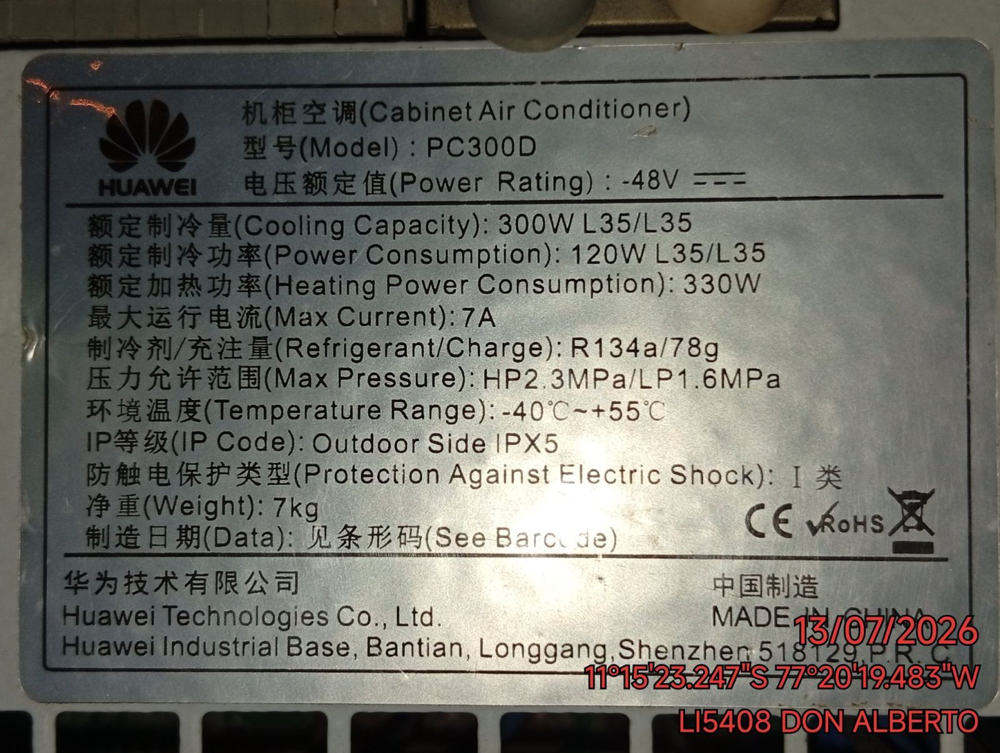 机柜空调(Cabinet Air Conditioner)
型号(Model) : PC300D
HUAWEI
电压额定值(Power Rating) : -48V
额定制冷量(Cooling Capacity): 300W L35/L35
额定制冷功率(Power Consumption): 120W L35/L35
额定加热功率(Heating Power Consumption): 330W
最大运行电流(Max Current): 7A
制冷剂/充注量(Refrigerant/Charge): R134a/78g
压力允许范围(Max Pressure): HP2.3MPa/LP1.6MPa
环境温度(Temperature Range): -40℃~+55℃
IP等级(IP Code): Outdoor Side IPX5
防触电保护类型(Protection Against Electric Shock): I 类
净重(Weight): 7kg
CE RoHS
制造日期(Data): 见条形码(See Barcode)
华为技术有限公司
中国制造
Huawei Technologies Co., Ltd.
MADE IN CHINA
Huawei Industrial Base, Bantian, Longgang, Shenzhen 518129, P.R. C
13/07/2026
11°15'23.247"S 77°20'19.483"W
LI5408 DON ALBERTO